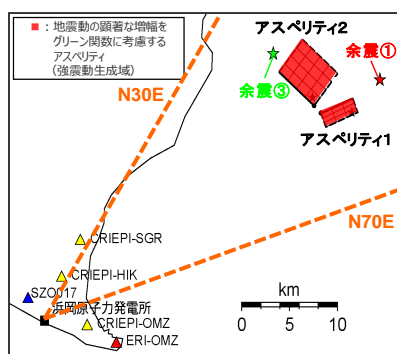 ■：地震動の顕著な増幅を
グリーン関数に考慮する
アスペリティ
（強震動生成域）
アスペリティ2
余震①
余震③
アスペリティ1
N30E
N70E
CRIEPI-SGR
CRIEPI-HIK
SZO017
浜岡原子力発電所
CRIEPI-OMZ
ERI-OMZ
km
0 5 10